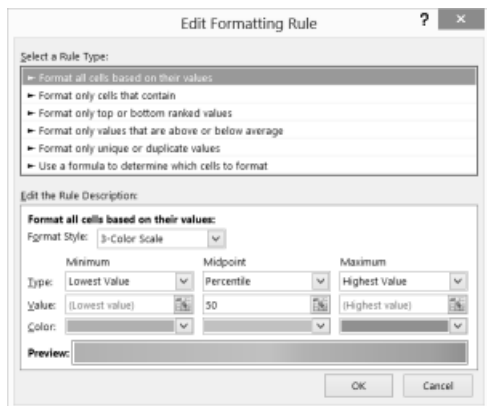 Edit Formatting Rule ? ×
Select a Rule Type:
► Format all cells based on their values
► Format only cells that contain
► Format only top or bottom ranked values
► Format only values that are above or below average
► Format only unique or duplicate values
► Use a formula to determine which cells to format
Edit the Rule Description:
Format all cells based on their values:
Format Style: 3-Color Scale
Minimum Midpoint Maximum
Type: Lowest Value Percentile Highest Value
Value: (Lowest value) 50 (Highest value)
Color:
Preview:
OK Cancel